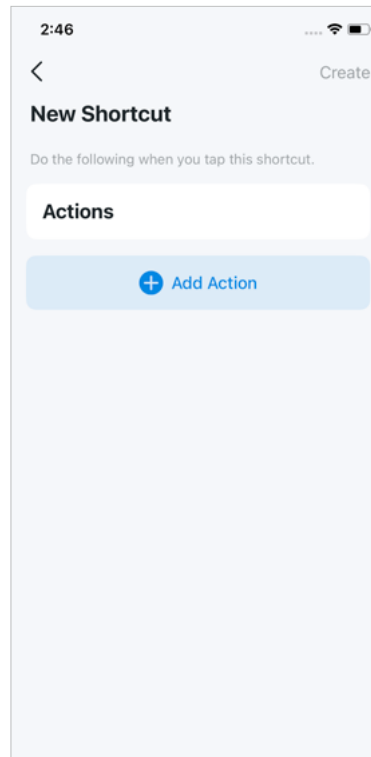 2:46
Create
New Shortcut
Do the following when you tap this shortcut.
Actions
Add Action